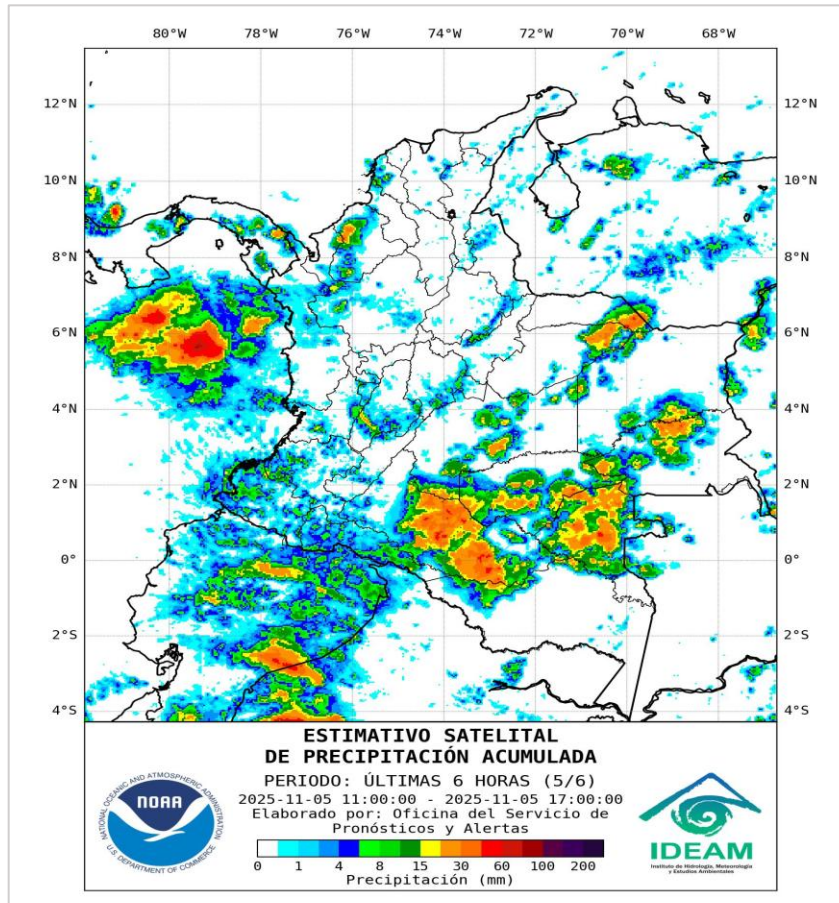 80°W 78°W 76°W 74°W 72°W 70°W 68°W
12°N 12°N
10°N 10°N
8°N 8°N
6°N 6°N
4°N 4°N
2°N 2°N
0° 0°
2°S 2°S
4°S 4°S
ESTIMATIVO SATELITAL
DE PRECIPITACIÓN ACUMULADA
PERIODO: ÚLTIMAS 6 HORAS (5/6)
2025-11-05 11:00:00 - 2025-11-05 17:00:00
Elaborado por: Oficina del Servicio de
Pronósticos y Alertas
0 1 4 8 15 30 60 100 200
Precipitación (mm)
NATIONAL OCEANIC AND ATMOSPHERIC ADMINISTRATION
NOAA
U.S. DEPARTMENT OF COMMERCE
IDEAM
Instituto de Hidrología, Meteorología
y Estudios Ambientales